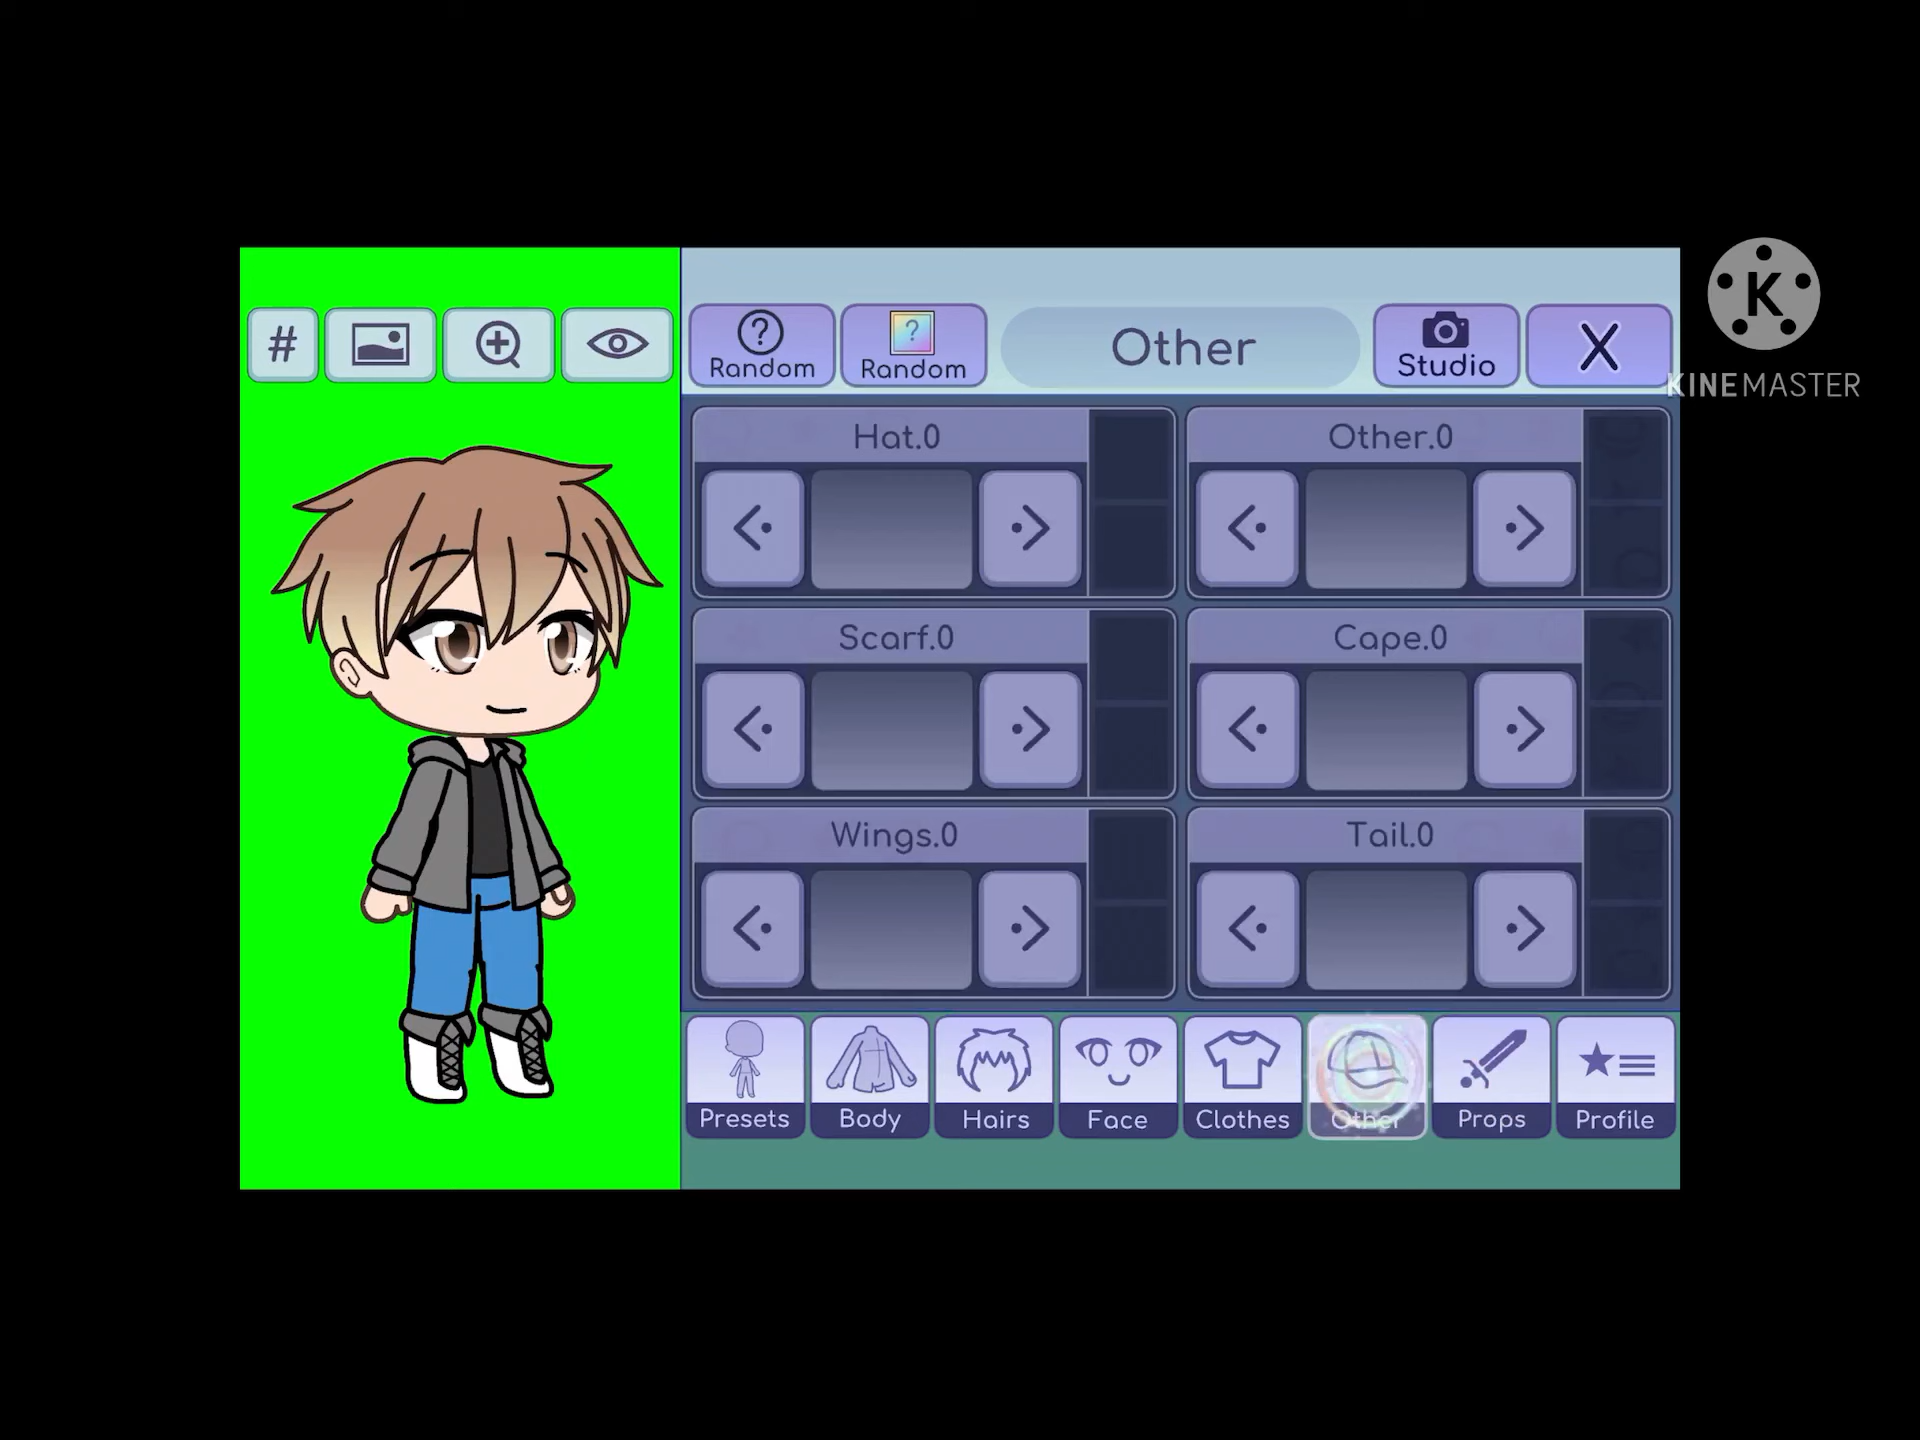 #
? Random
? Random
Other
Studio
X
K
KINEMASTER
Hat.0
Other.0
Scarf.0
Cape.0
Wings.0
Tail.0
Presets
Body
Hairs
Face
Clothes
Other
Props
Profile